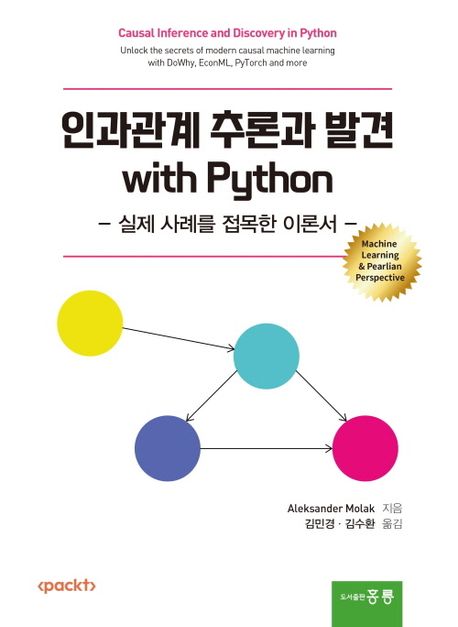 Causal Inference and Discovery in Python
Unlock the secrets of modern causal machine learning
with DoWhy, EconML, PyTorch and more
인과관계 추론과 발견
with Python
– 실제 사례를 접목한 이론서 –
Machine
Learning
& Pearlian
Perspective
Aleksander Molak 지음
김민경 · 김수환 옮김
<packt>
도서출판 홍릉